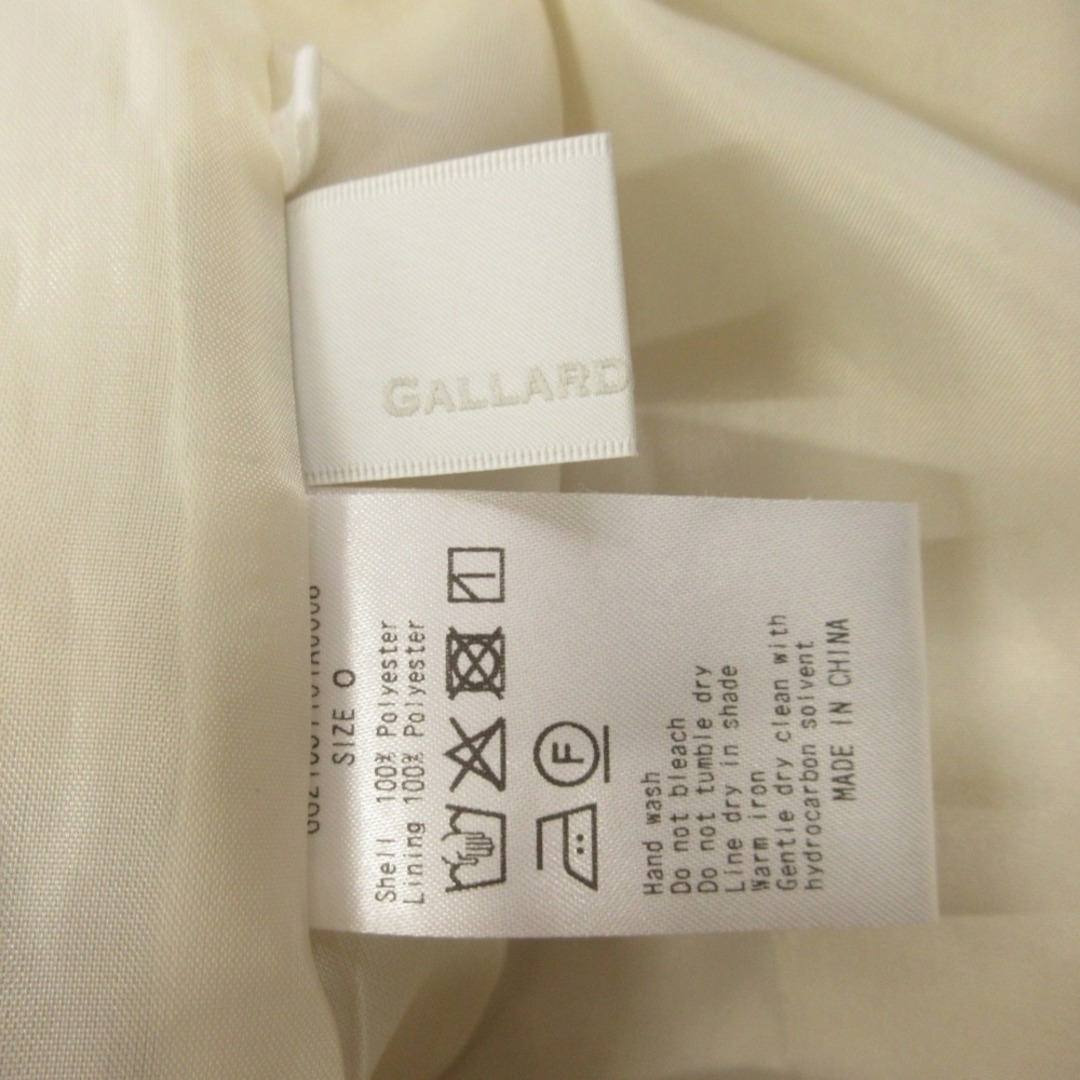 GALLARD
SIZE 0
Shell 100% Polyester
Lining 100% Polyester
F
Hand wash
Do not bleach
Do not tumble dry
Line dry in shade
Warm iron
Gentle dry clean with
hydrocarbon solvent
MADE IN CHINA